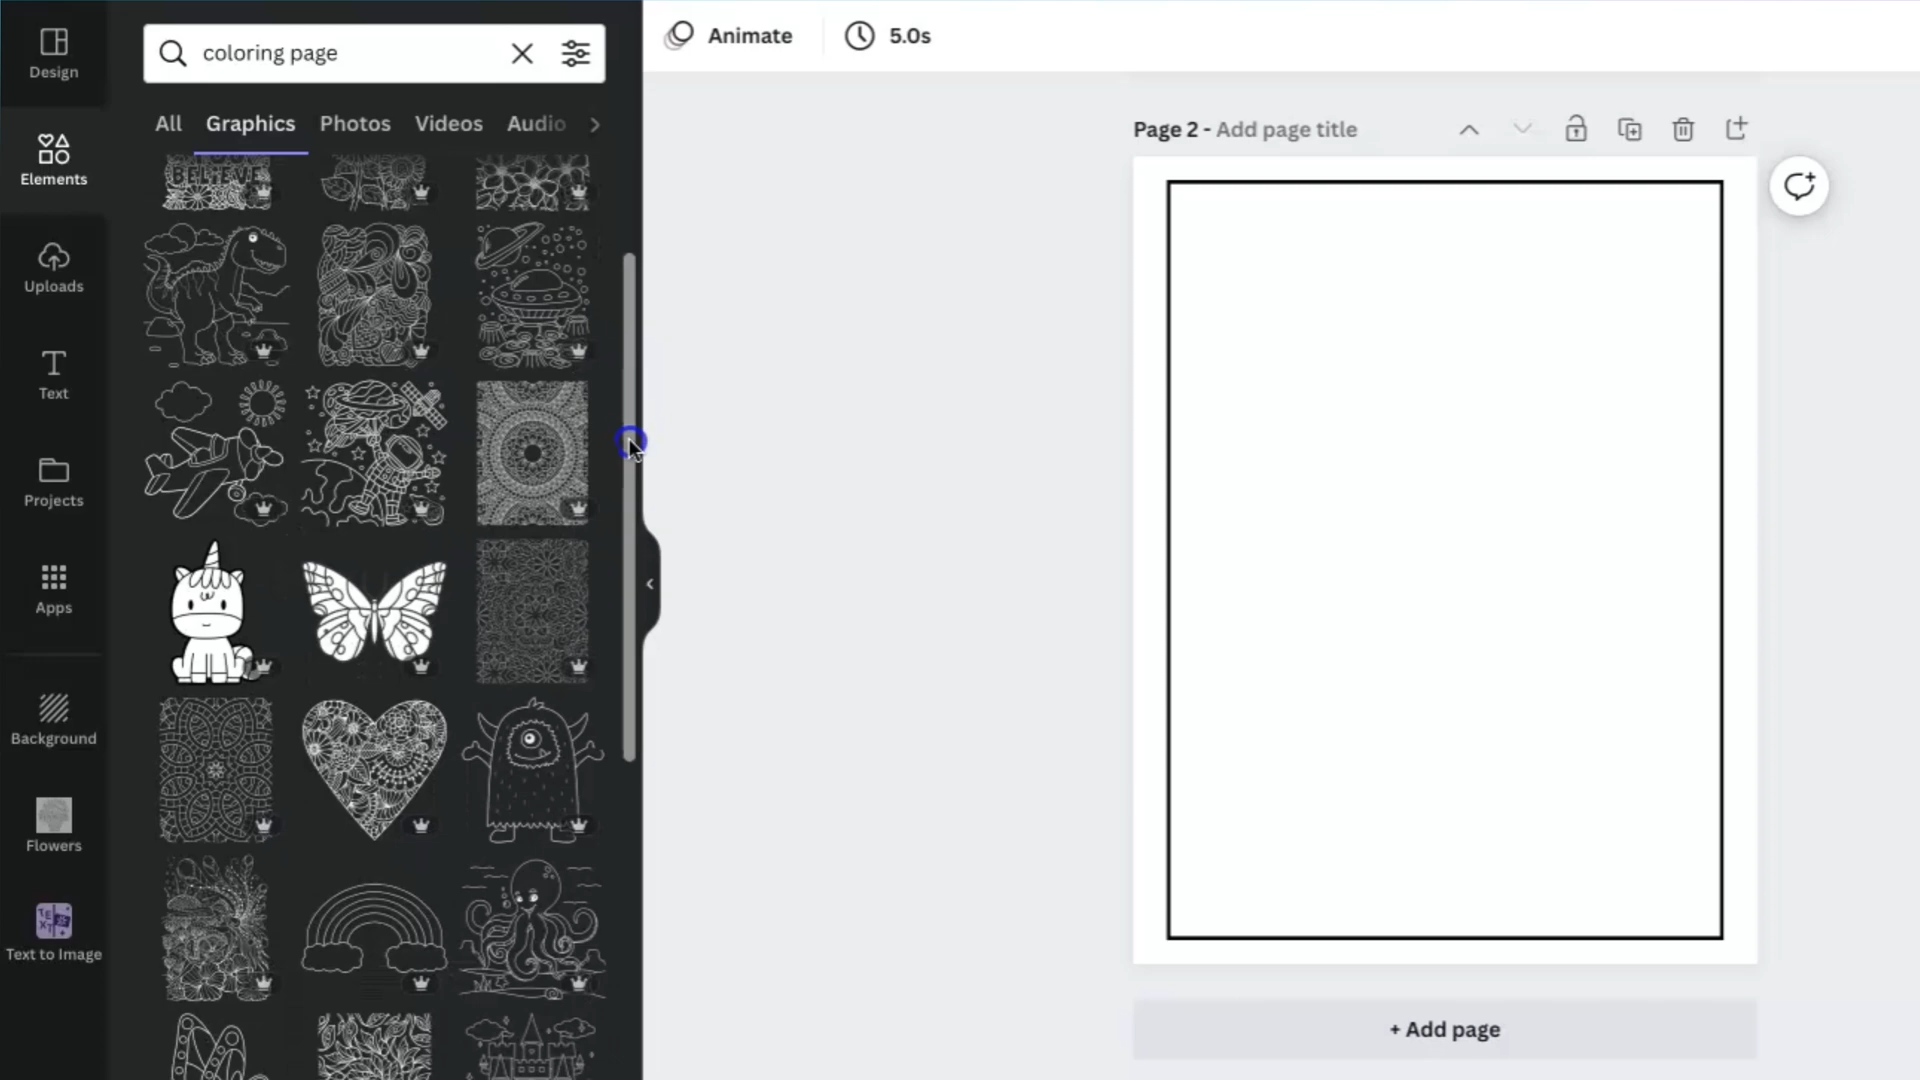 Design
Elements
Uploads
Text
Projects
Apps
Background
Flowers
Text to Image
coloring page
All Graphics Photos Videos Audio
BELIEVE
Animate
5.0s
Page 2 - Add page title
+ Add page